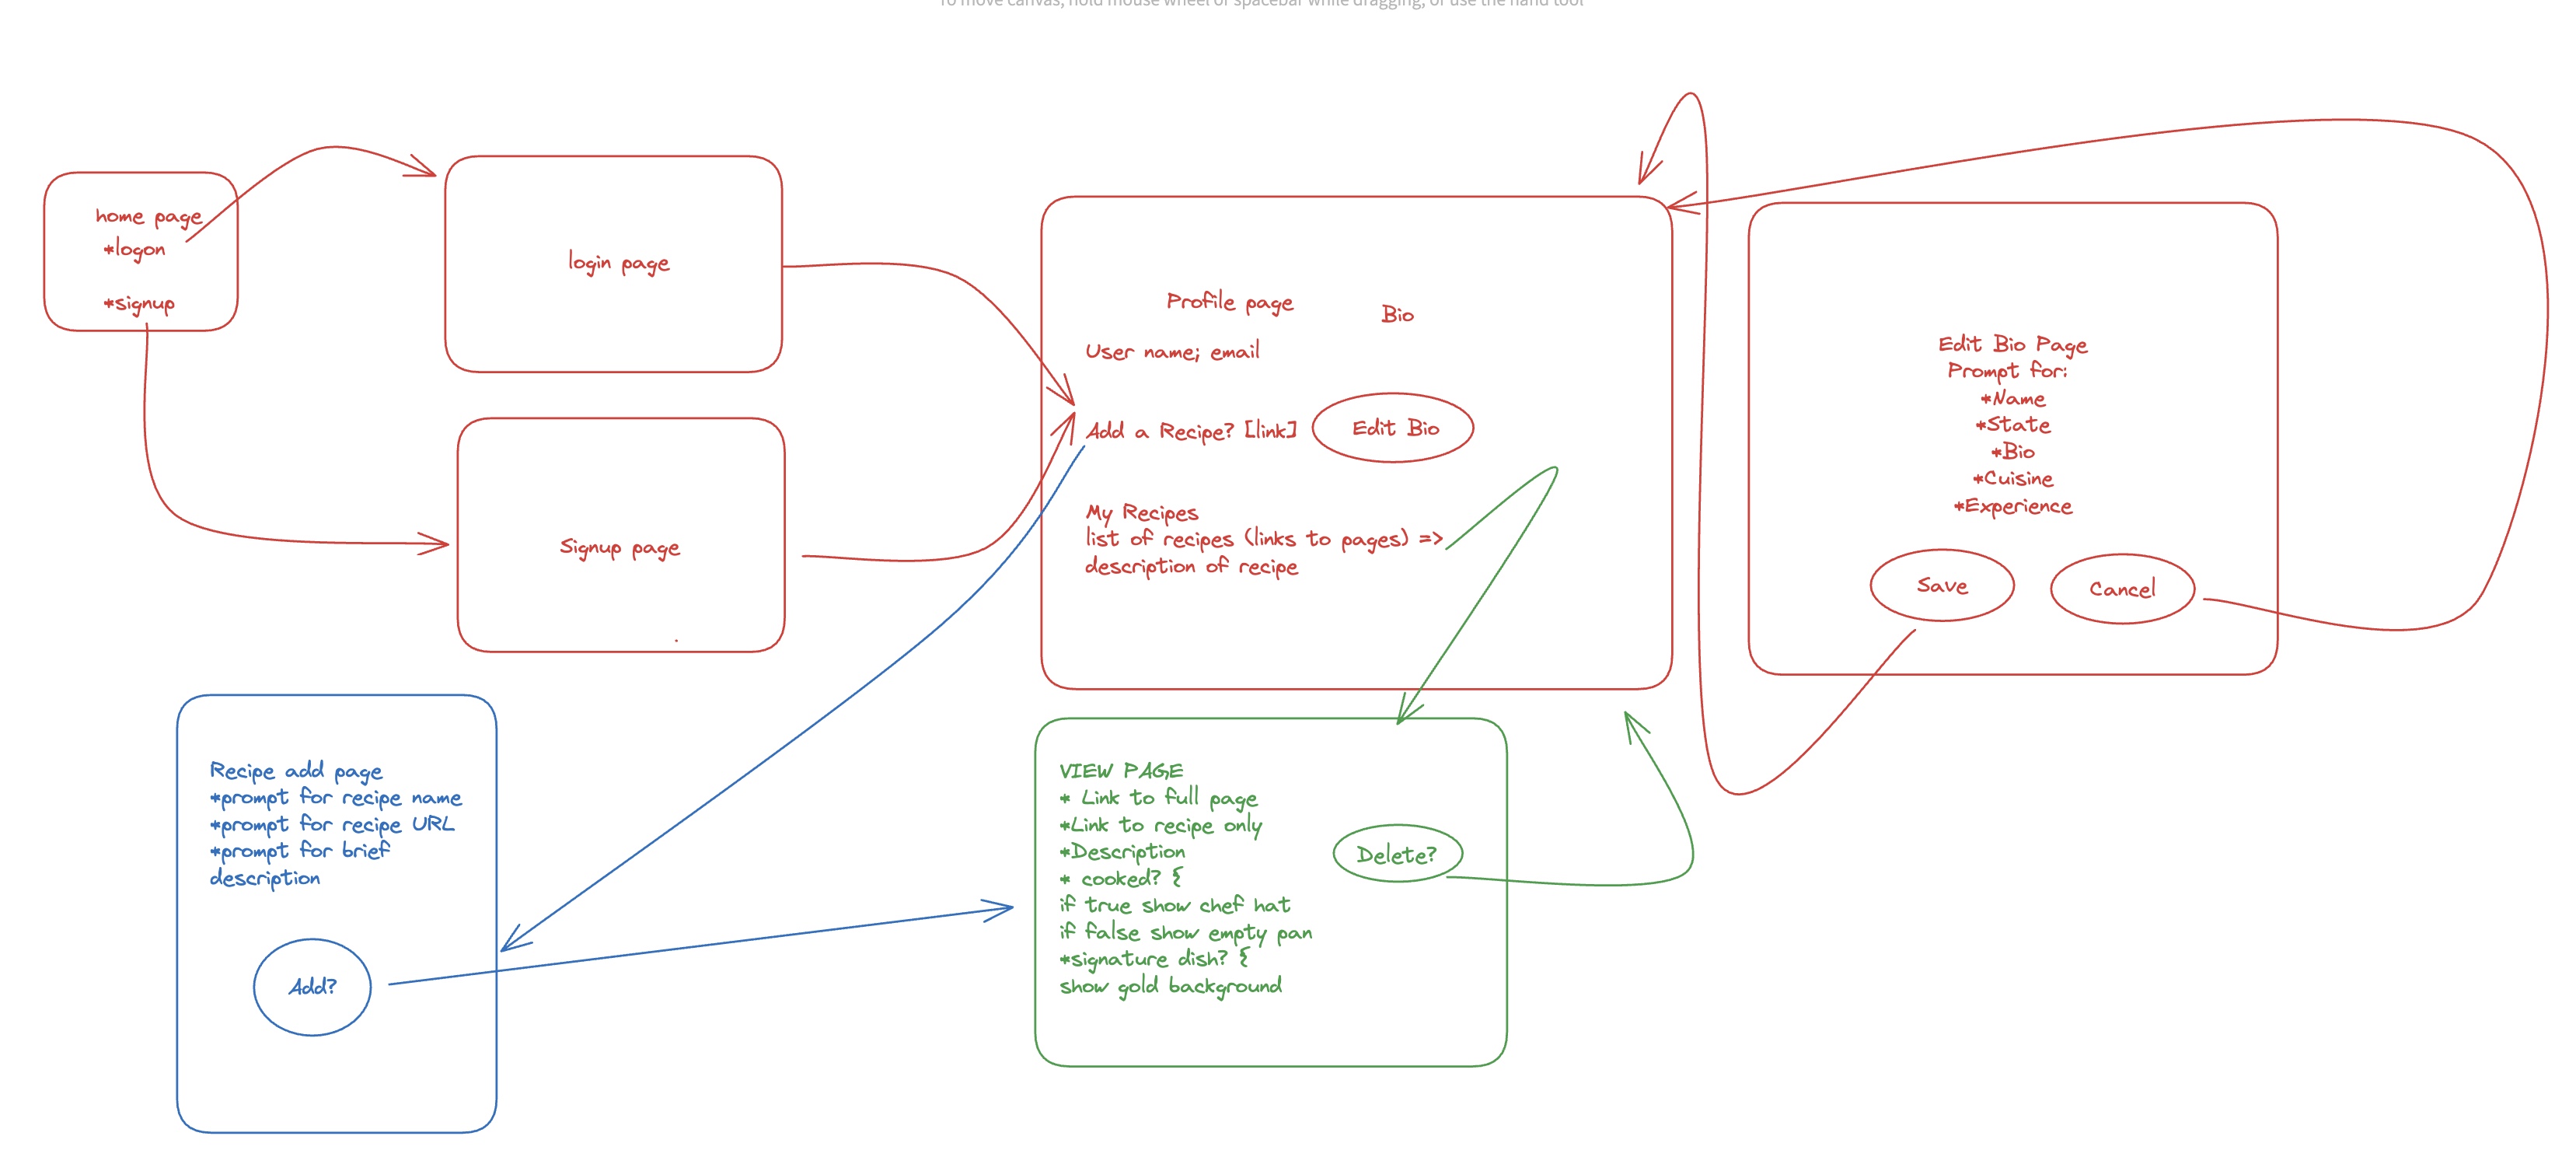 To move canvas, hold mouse wheel or spacebar while dragging, or use the hand tool
home page
*logon
*signup
login page
Signup page
Profile page
Bio
User name; email
Add a Recipe? [link]
Edit Bio
My Recipes
list of recipes (links to pages) =>
description of recipe
Edit Bio Page
Prompt for:
*Name
*State
*Bio
*Cuisine
*Experience
Save
Cancel
Recipe add page
*prompt for recipe name
*prompt for recipe URL
*prompt for brief
description
Add?
VIEW PAGE
* Link to full page
*Link to recipe only
*Description
* cooked? {
if true show chef hat
if false show empty pan
*signature dish? {
show gold background
Delete?